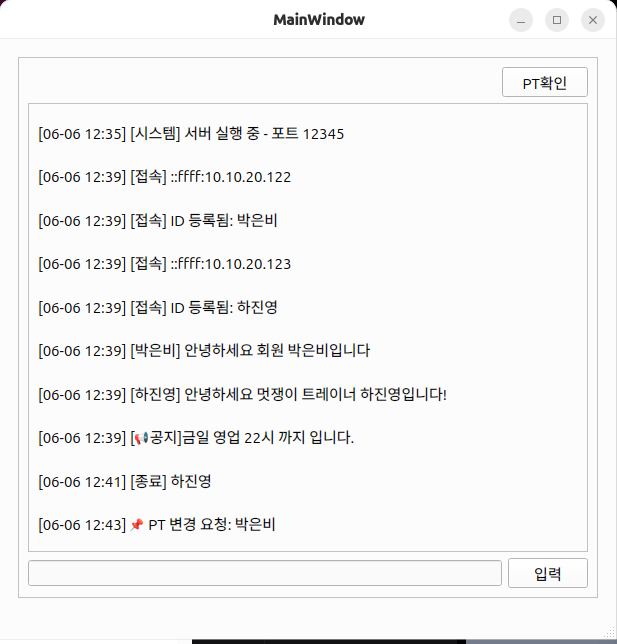 MainWindow
PT확인
[06-06 12:35] [시스템] 서버 실행 중 - 포트 12345
[06-06 12:39] [접속] ::ffff:10.10.20.122
[06-06 12:39] [접속] ID 등록됨: 박은비
[06-06 12:39] [접속] ::ffff:10.10.20.123
[06-06 12:39] [접속] ID 등록됨: 하진영
[06-06 12:39] [박은비] 안녕하세요 회원 박은비입니다
[06-06 12:39] [하진영] 안녕하세요 멋쟁이 트레이너 하진영입니다!
[06-06 12:39] [📢공지]금일 영업 22시 까지 입니다.
[06-06 12:41] [종료] 하진영
[06-06 12:43] 📌 PT 변경 요청: 박은비
입력